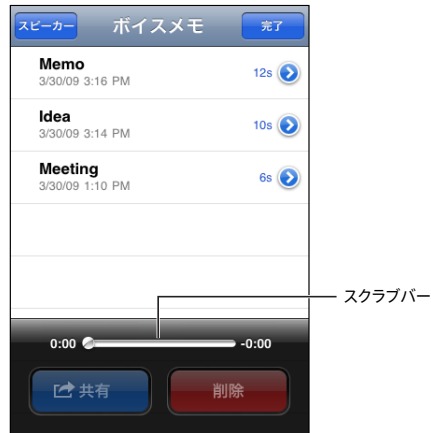 スピーカー ボイスメモ 完了
Memo
3/30/09 3:16 PM
12s
Idea
3/30/09 3:14 PM
10s
Meeting
3/30/09 1:10 PM
6s
スクラブバー
0:00 -0:00
共有 削除